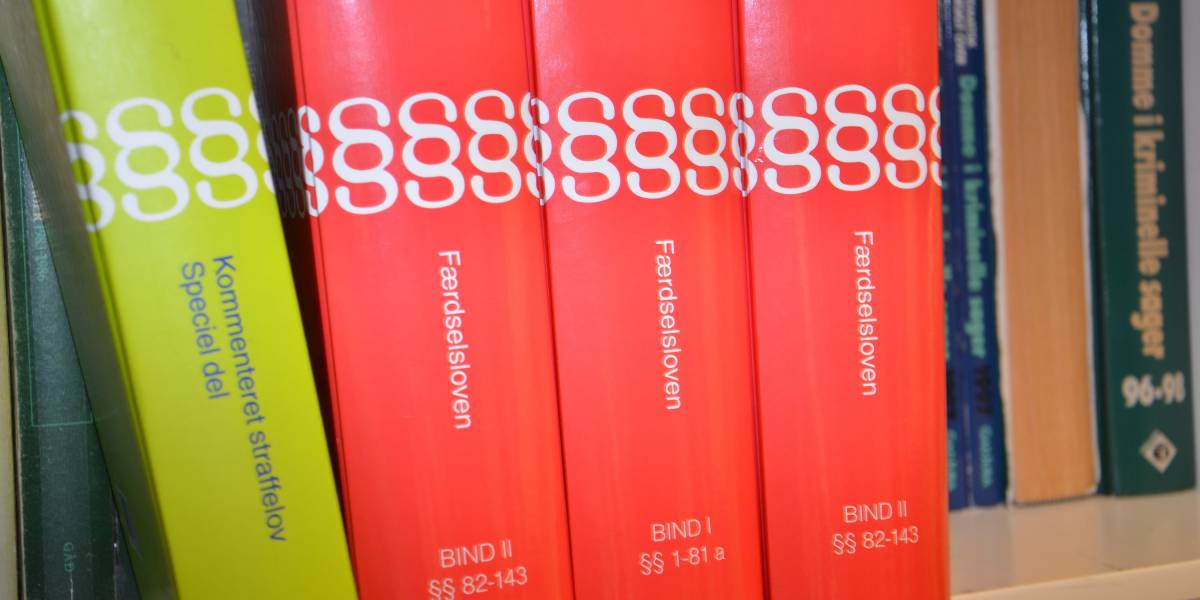 Kommenteret straffelov
Speciel del
Færdselsloven
BIND II
§§ 82-143
Færdselsloven
BIND I
§§ 1-81 a
Færdselsloven
BIND II
§§ 82-143
Domme i kriminelle sager
Domme i kriminelle sager
96-98
GAD